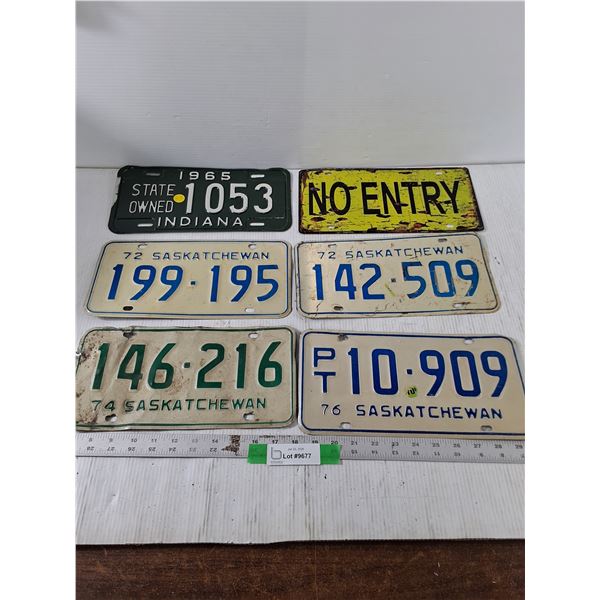 1965
STATE OWNED 1053
INDIANA
NO ENTRY
72 SASKATCHEWAN
199·195
72 SASKATCHEWAN
142·509
146·216
74 SASKATCHEWAN
PT 10·909
76 SASKATCHEWAN
Lot #9677